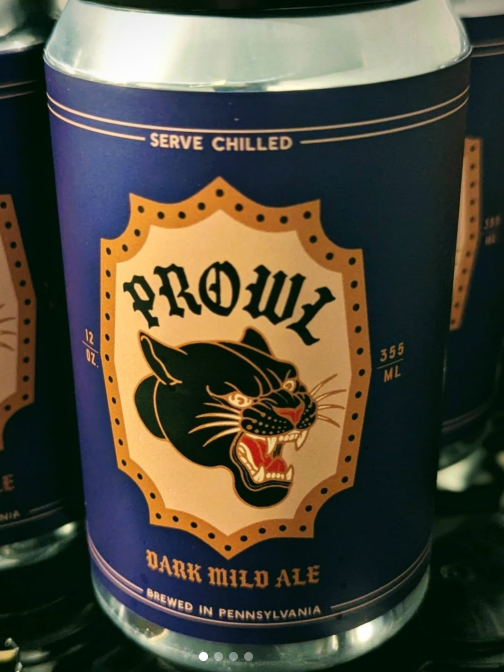 SERVE CHILLED
PROWL
12
OZ.
355
ML
DARK MILD ALE
BREWED IN PENNSYLVANIA